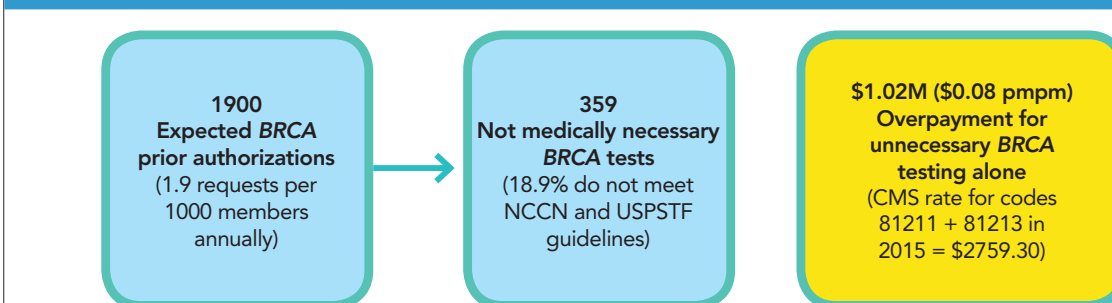 1900
Expected BRCA
prior authorizations
(1.9 requests per
1000 members
annually)
359
Not medically necessary
BRCA tests
(18.9% do not meet
NCCN and USPSTF
guidelines)
$1.02M ($0.08 pmpm)
Overpayment for
unnecessary BRCA
testing alone
(CMS rate for codes
81211 + 81213 in
2015 = $2759.30)